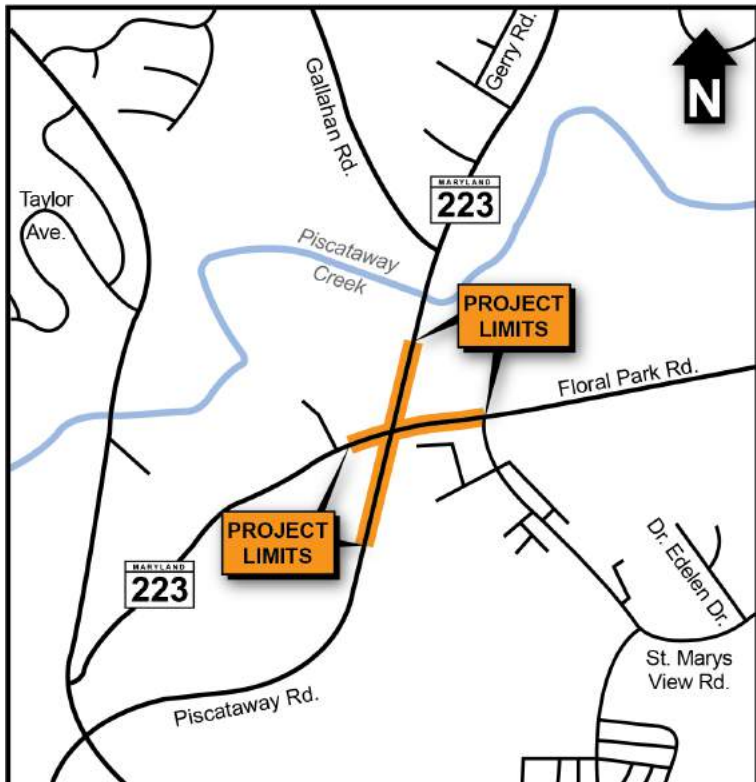 Gallahan Rd.
Gerry Rd.
N
MARYLAND
223
Taylor
Ave.
Piscataway
Creek
PROJECT
LIMITS
Floral Park Rd.
PROJECT
LIMITS
MARYLAND
223
Dr. Edelen Dr.
St. Marys
View Rd.
Piscataway Rd.